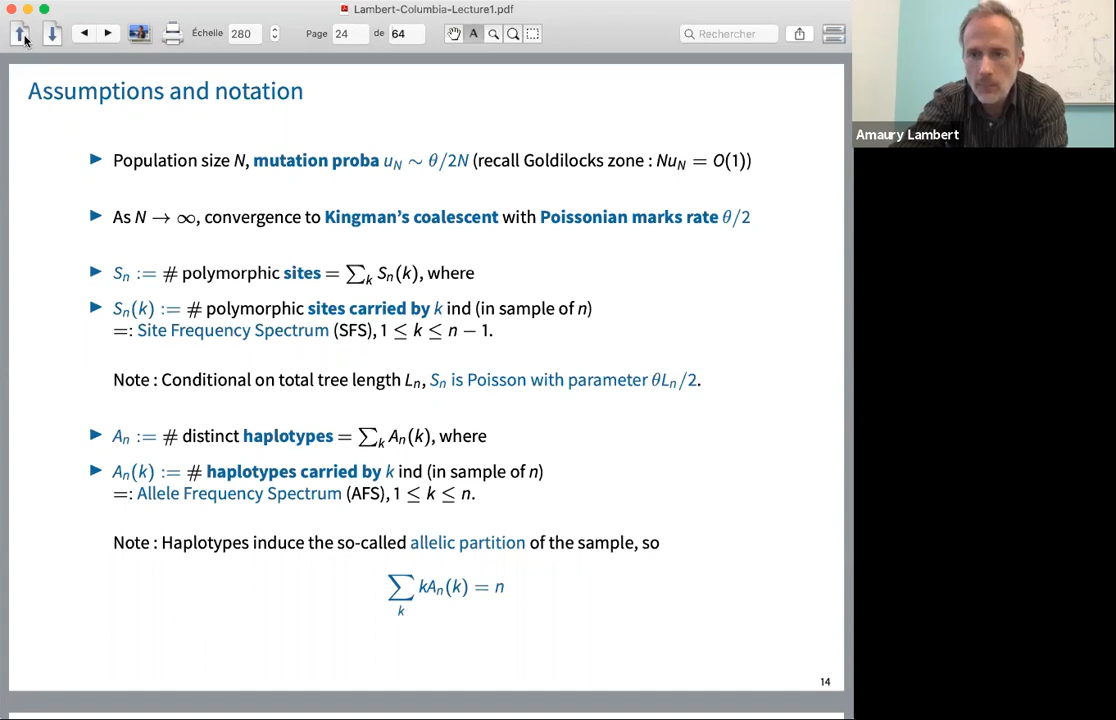 Lambert-Columbia-Lecture1.pdf
Échelle 280 Page 24 de 64 A Rechercher
Assumptions and notation
▶ Population size N, mutation proba u_N ∼ θ/2N (recall Goldilocks zone : Nu_N = O(1))
▶ As N → ∞, convergence to Kingman's coalescent with Poissonian marks rate θ/2
▶ S_n := # polymorphic sites = ∑_k S_n(k), where
▶ S_n(k) := # polymorphic sites carried by k ind (in sample of n)
=: Site Frequency Spectrum (SFS), 1 ≤ k ≤ n − 1.
Note : Conditional on total tree length L_n, S_n is Poisson with parameter θL_n/2.
▶ A_n := # distinct haplotypes = ∑_k A_n(k), where
▶ A_n(k) := # haplotypes carried by k ind (in sample of n)
=: Allele Frequency Spectrum (AFS), 1 ≤ k ≤ n.
Note : Haplotypes induce the so-called allelic partition of the sample, so
∑_k kA_n(k) = n
14
Amaury Lambert